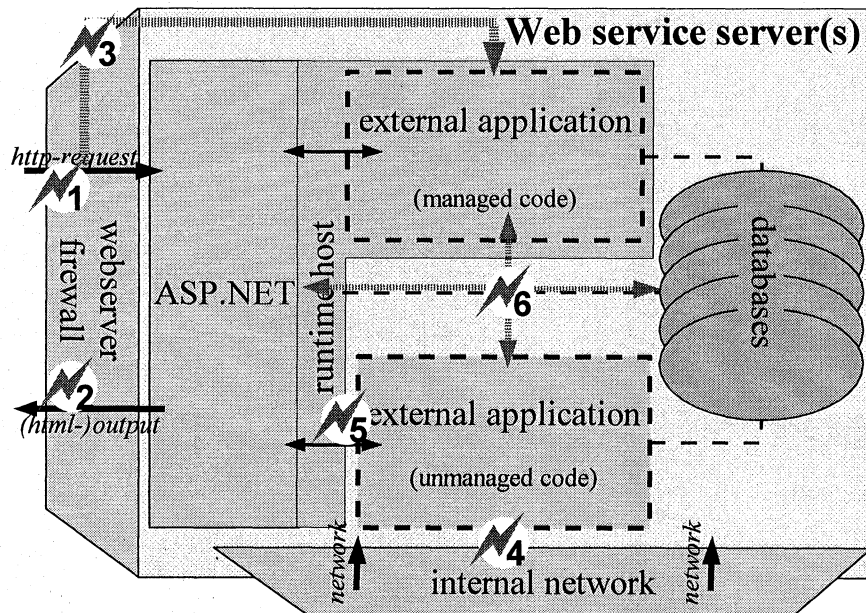 3
Web service server(s)
external application
http-request
1
(managed code)
firewall
webserver
ASP.NET
runtime host
6
databases
2
(html-)output
5
external application
(unmanaged code)
4
network
internal network
network